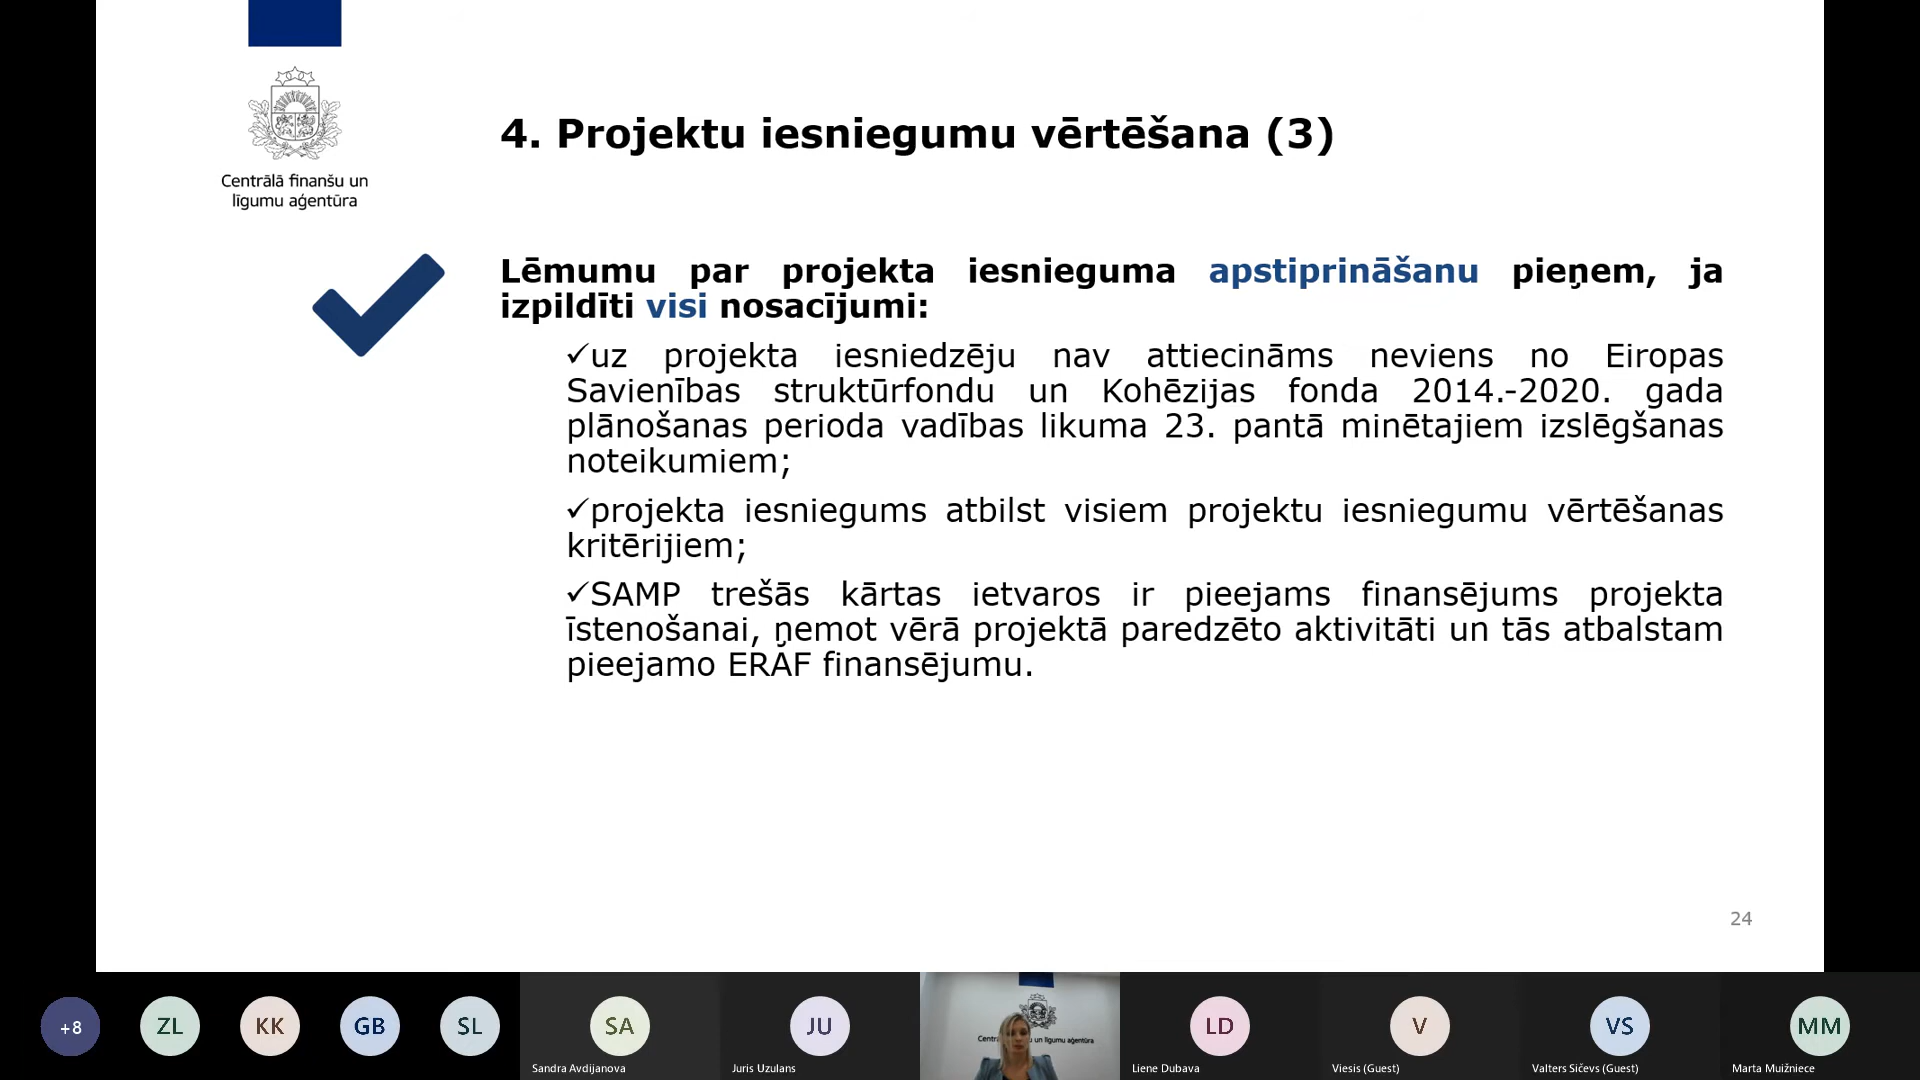 Centrālā finanšu un
līgumu aģentūra
4. Projektu iesniegumu vērtēšana (3)
Lēmumu par projekta iesnieguma apstiprināšanu pieņem, ja
izpildīti visi nosacījumi:
✓uz projekta iesniedzēju nav attiecināms neviens no Eiropas
Savienības struktūrfondu un Kohēzijas fonda 2014.-2020. gada
plānošanas perioda vadības likuma 23. pantā minētajiem izslēgšanas
noteikumiem;
✓projekta iesniegums atbilst visiem projektu iesniegumu vērtēšanas
kritērijiem;
✓SAMP trešās kārtas ietvaros ir pieejams finansējums projekta
īstenošanai, ņemot vērā projektā paredzēto aktivitāti un tās atbalstam
pieejamo ERAF finansējumu.
24
+8 ZL KK GB SL SA JU LD V VS MM
Centr u un līgumu aģentūra
Sandra Avdijanova Juris Uzulans Liene Dubava Viesis (Guest) Valters Sičevs (Guest) Marta Muižniece